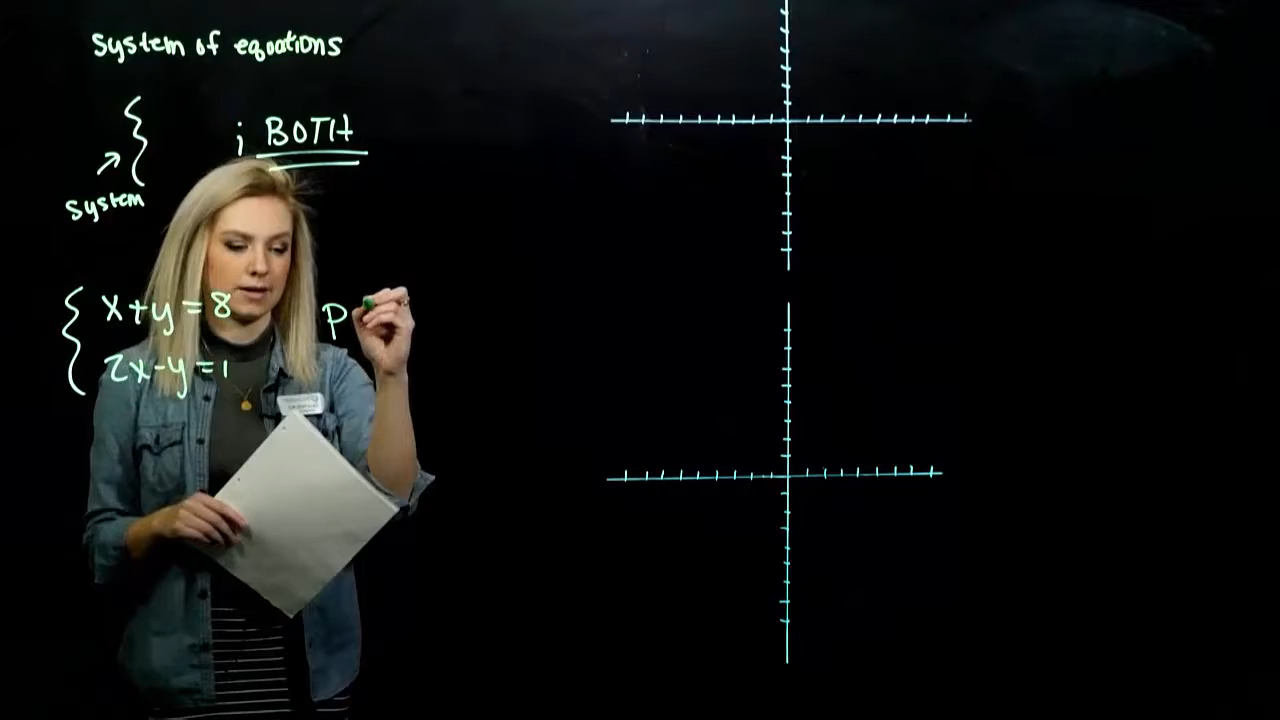 System of equations
{ ; BOTH
System
{ x+y=8
2x-y=1
P